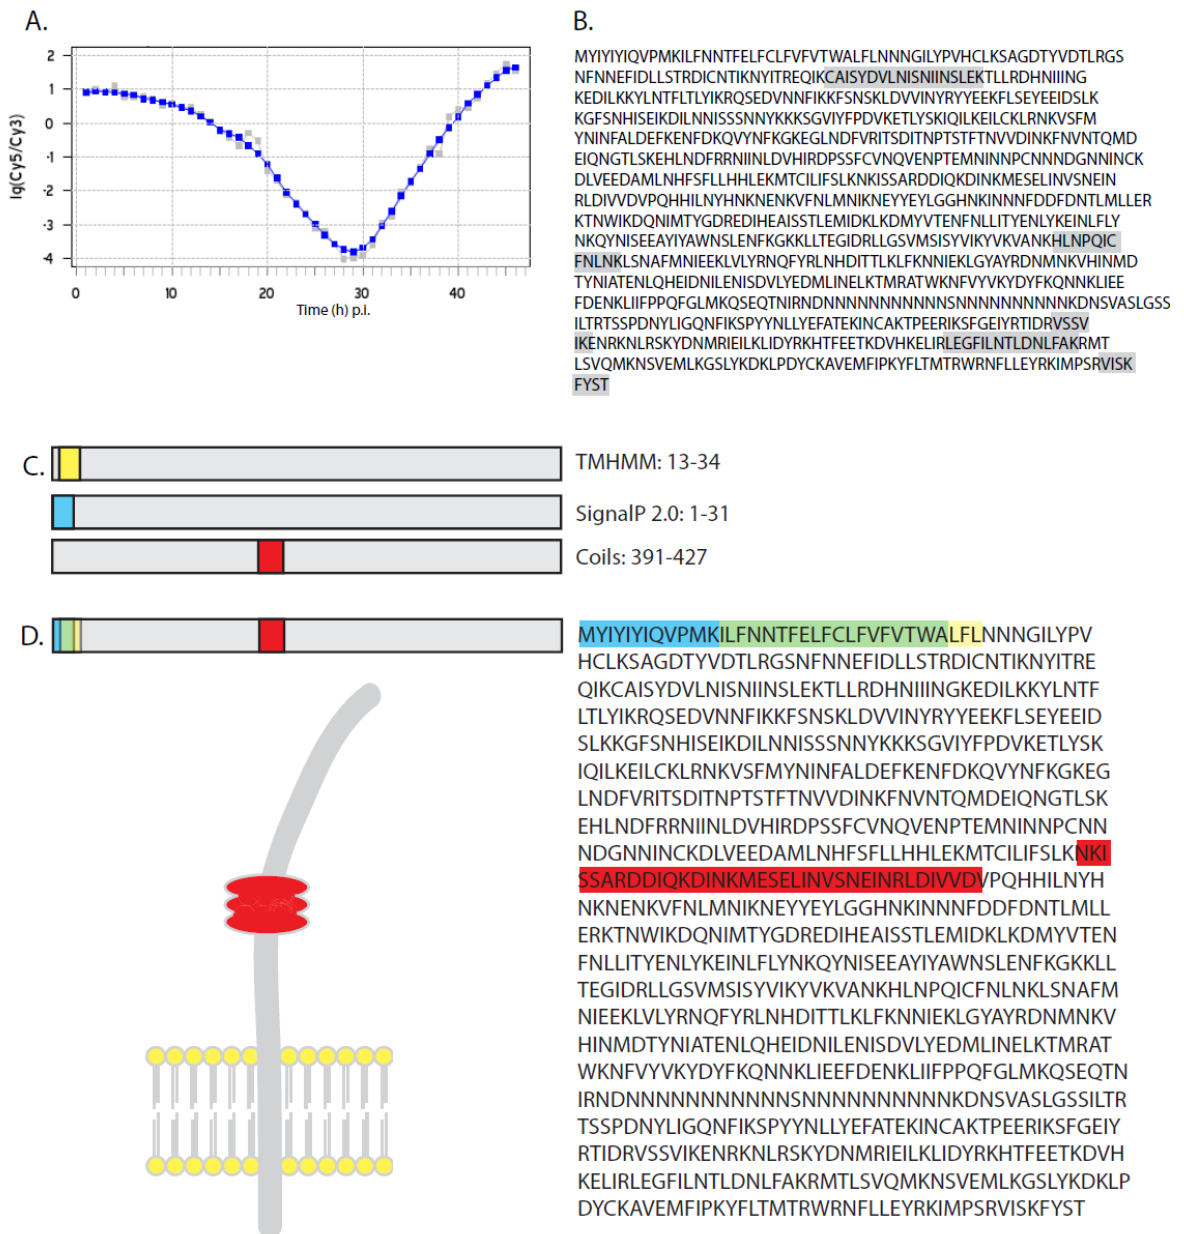 A.
2
1
0
-1
-2
-3
-4
lg(Cy5/Cy3)
0 10 20 30 40
Time (h) p.i.
B.
MYIYIYIQVPMKILFNNTFELFCLFVFVTWALFLNNNGILYPVHCLKSAGDTYVDTLRGS
NFNNEFIDLLSTRDICNTIKNYITREQIKCAISYDVLNISNIINSLEKTLLRDHNIIING
KEDILKKYLNTFLTLYIKRQSEDVNNFIKKFSNSKLDVVINYRYYEEKFLSEYEEIDSLK
KGFSNHISEIKDILNNISSSNNYKKKSGVIYFPDVKETLYSKIQILKEILCKLRNKVSFM
YNINFALDEFKENFDKQVYNFKGKEGLNDFVRITSDITNPTSTFTNVVDINKFNVNTQMD
EIQNGTLSKEHLNDFRRNIINLDVHIRDPSSFCVNQVENPTEMNINNPCNNNDGNNINCK
DLVEEDAMLNHFSFLLHHLEKMTCILIFSLKNKISSARDDIQKDINKMESELINVSNEIN
RLDIVVDVPQHHILNYHNKNENKVFNLMNIKNEYYEYLGGHNKINNNFDDFDNTLMLLER
KTNWIKDQNIMTYGDREDIHEAISSTLEMIDKLKDMYVTENFNLLITYENLYKEINLFLY
NKQYNISEEAYIYAWNSLENFKGKKLLTEGIDRLLGSVMSISYVIKYVKVANKHLNPQIC
FNLNKLSNAFMNIEEKLVLYRNQFYRLNHDITTLKLFKNNIEKLGYAYRDNMNKVHINMD
TYNIATENLQHEIDNILENISDVLYEDMLINELKTMRATWKNFVYVKYDYFKQNNKLIEE
FDENKLIIFPPQFGLMKQSEQTNIRNDNNNNNNNNNNNSNNNNNNNNNNKDNSVASLGSS
ILTRTSSPDNYLIGQNFIKSPYYNLLYEFATEKINCAKTPEERIKSFGEIYRTIDRVSSV
IKENRKNLRSKYDNMRIEILKLIDYRKHTFEETKDVHKELIRLEGFILNTLDNLFAKRMT
LSVQMKNSVEMLKGSLYKDKLPDYCKAVEMFIPKYFLTMTRWRNFLLEYRKIMPSRVISK
FYST
C.
TMHMM: 13-34
SignalP 2.0: 1-31
Coils: 391-427
D.
MYIYIYIQVPMKILFNNTFELFCLFVFVTWALFLNNNGILYPV
HCLKSAGDTYVDTLRGSNFNNEFIDLLSTRDICNTIKNYITRE
QIKCAISYDVLNISNIINSLEKTLLRDHNIIINGKEDILKKYLNTF
LTLYIKRQSEDVNNFIKKFSNSKLDVVINYRYYEEKFLSEYEEID
SLKKGFSNHISEIKDILNNISSSNNYKKKSGVIYFPDVKETLYSK
IQILKEILCKLRNKVSFMYNINFALDEFKENFDKQVYNFKGKEG
LNDFVRITSDITNPTSTFTNVVDINKFNVNTQMDEIQNGTLSK
EHLNDFRRNIINLDVHIRDPSSFCVNQVENPTEMNINNPCNN
NDGNNINCKDLVEEDAMLNHFSFLLHHLEKMTCILIFSLKNKI
SSARDDIQKDINKMESELINVSNEINRLDIVVDVPQHHILNYH
NKNENKVFNLMNIKNEYYEYLGGHNKINNNFDDFDNTLMLL
ERKTNWIKDQNIMTYGDREDIHEAISSTLEMIDKLKDMYVTEN
FNLLITYENLYKEINLFLYNKQYNISEEAYIYAWNSLENFKGKKLL
TEGIDRLLGSVMSISYVIKYVKVANKHLNPQICFNLNKLSNAFM
NIEEKLVLYRNQFYRLNHDITTLKLFKNNIEKLGYAYRDNMNKV
HINMDTYNIATENLQHEIDNILENISDVLYEDMLINELKTMRAT
WKNFVYVKYDYFKQNNKLIEEFDENKLIIFPPQFGLMKQSEQTN
IRNDNNNNNNNNNNNSNNNNNNNNNNKDNSVASLGSSILTR
TSSPDNYLIGQNFIKSPYYNLLYEFATEKINCAKTPEERIKSFGEIY
RTIDRVSSVIKENRKNLRSKYDNMRIEILKLIDYRKHTFEETKDVH
KELIRLEGFILNTLDNLFAKRMTLSVQMKNSVEMLKGSLYKDKLP
DYCKAVEMFIPKYFLTMTRWRNFLLEYRKIMPSRVISKFYST